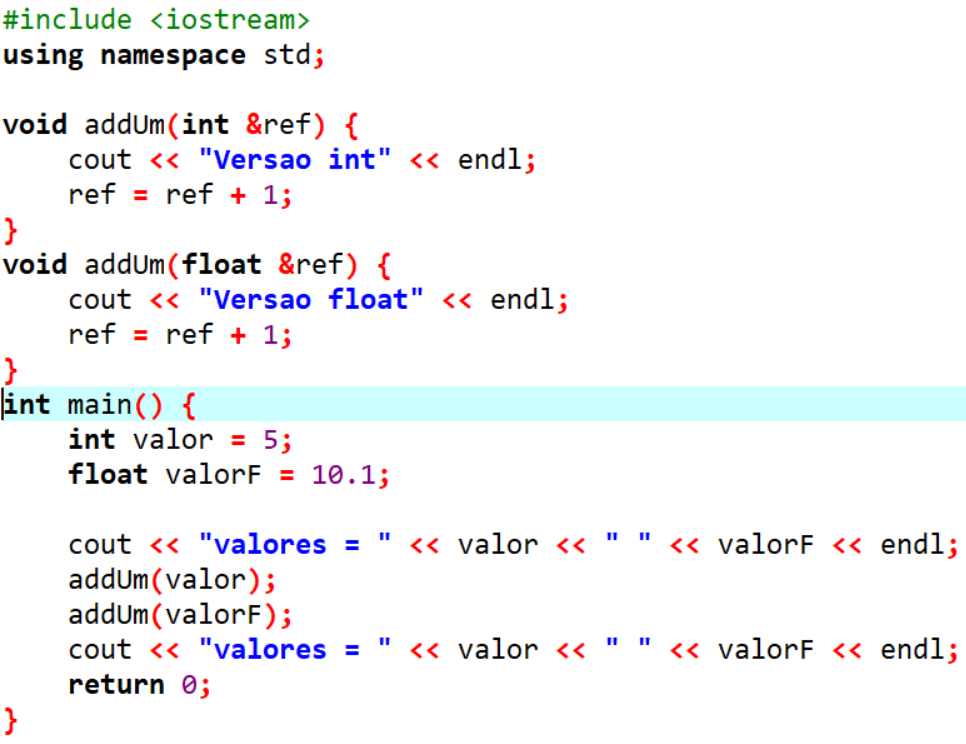 #include <iostream>
using namespace std;
void addUm(int &ref) {
cout << "Versao int" << endl;
ref = ref + 1;
}
void addUm(float &ref) {
cout << "Versao float" << endl;
ref = ref + 1;
}
int main() {
int valor = 5;
float valorF = 10.1;
cout << "valores = " << valor << " " << valorF << endl;
addUm(valor);
addUm(valorF);
cout << "valores = " << valor << " " << valorF << endl;
return 0;
}